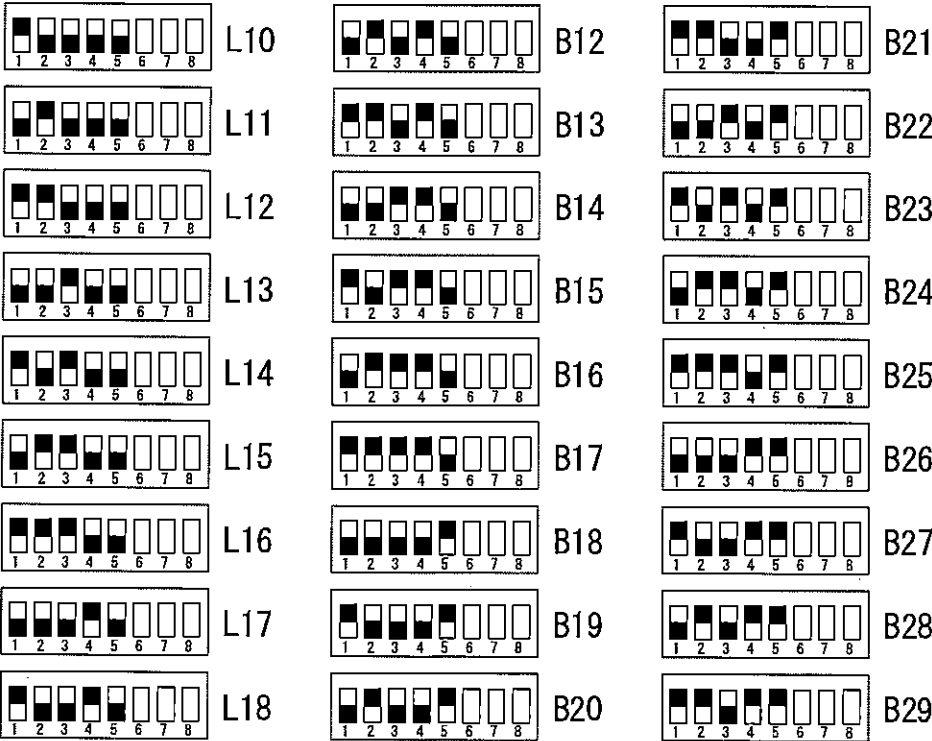 1 2 3 4 5 6 7 8 L10
1 2 3 4 5 6 7 8 L11
1 2 3 4 5 6 7 8 L12
1 2 3 4 5 6 7 8 L13
1 2 3 4 5 6 7 8 L14
1 2 3 4 5 6 7 8 L15
1 2 3 4 5 6 7 8 L16
1 2 3 4 5 6 7 8 L17
1 2 3 4 5 6 7 8 L18
1 2 3 4 5 6 7 8 B12
1 2 3 4 5 6 7 8 B13
1 2 3 4 5 6 7 8 B14
1 2 3 4 5 6 7 8 B15
1 2 3 4 5 6 7 8 B16
1 2 3 4 5 6 7 8 B17
1 2 3 4 5 6 7 8 B18
1 2 3 4 5 6 7 8 B19
1 2 3 4 5 6 7 8 B20
1 2 3 4 5 6 7 8 B21
1 2 3 4 5 6 7 8 B22
1 2 3 4 5 6 7 8 B23
1 2 3 4 5 6 7 8 B24
1 2 3 4 5 6 7 8 B25
1 2 3 4 5 6 7 8 B26
1 2 3 4 5 6 7 8 B27
1 2 3 4 5 6 7 8 B28
1 2 3 4 5 6 7 8 B29